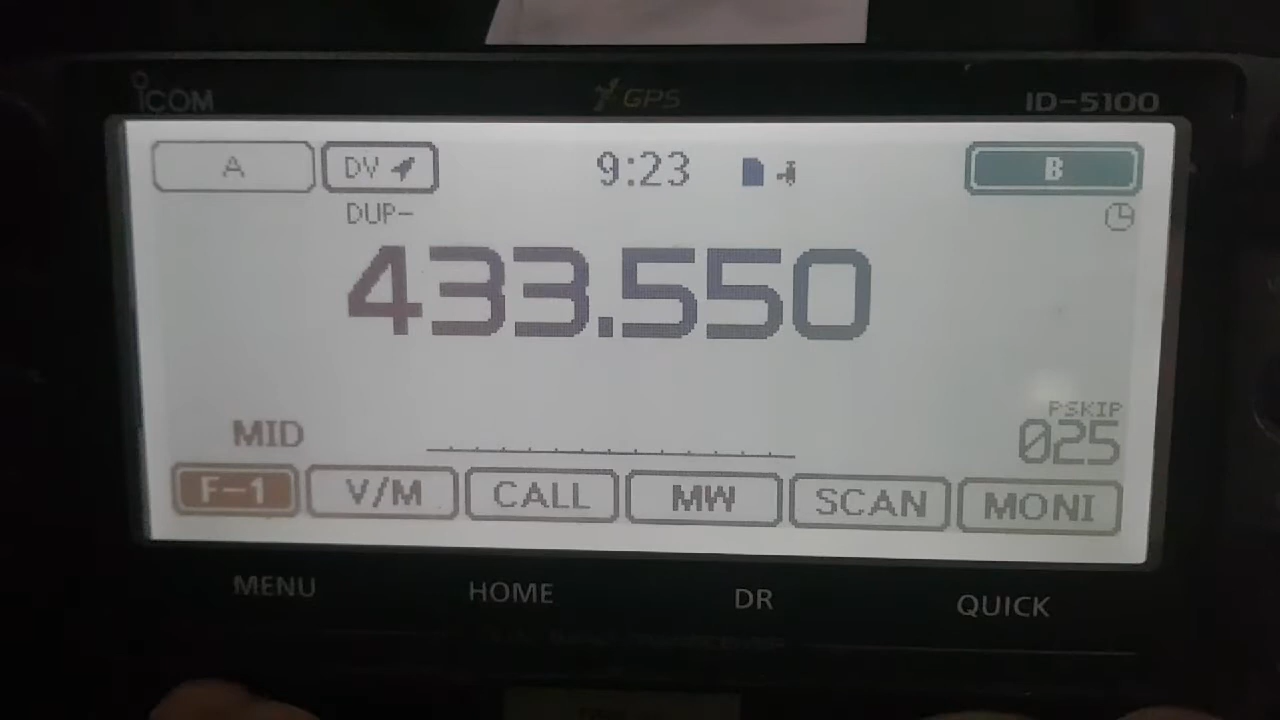 ICOM GPS ID-5100
A DV 9:23 B
DUP-
433.550
PSKIP
MID 025
F-1 V/M CALL MW SCAN MONI
MENU HOME DR QUICK